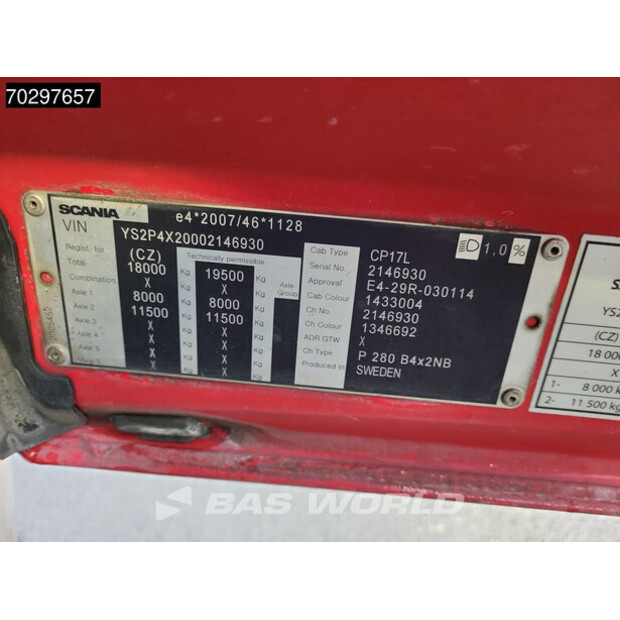 70297657
SCANIA e4*2007/46*1128
VIN YS2P4X20002146930
Regist. for (CZ) Technically permissible
Total 18000 Kg 19500 Kg
Combination X Kg X Kg
Axle Group
Axle 1 8000 Kg 8000 Kg
Axle 2 11500 Kg 11500 Kg
Axle 3 X Kg X Kg
Axle 4 X Kg X Kg
X Kg X Kg
Cab Type CP17L
Serial No. 2146930
Approval E4-29R-030114
Cab Colour 1433004
Ch No. 2146930
Ch Colour 1346692
ADR GTW X
Ch Type P 280 B4x2NB
Produced In SWEDEN
1,0 %
YS2
(CZ)
18 000
X
1- 8 000 k
2- 11 500 kg
BAS WORLD